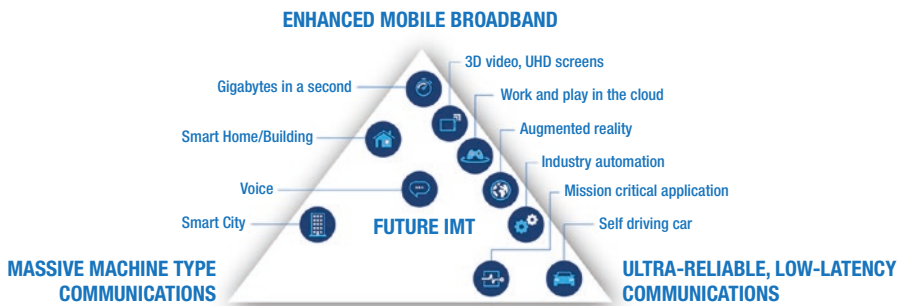 ENHANCED MOBILE BROADBAND
3D video, UHD screens
Gigabytes in a second
Work and play in the cloud
Smart Home/Building
Augmented reality
Industry automation
Voice
Mission critical application
Smart City
FUTURE IMT
Self driving car
MASSIVE MACHINE TYPE
COMMUNICATIONS
ULTRA-RELIABLE, LOW-LATENCY
COMMUNICATIONS